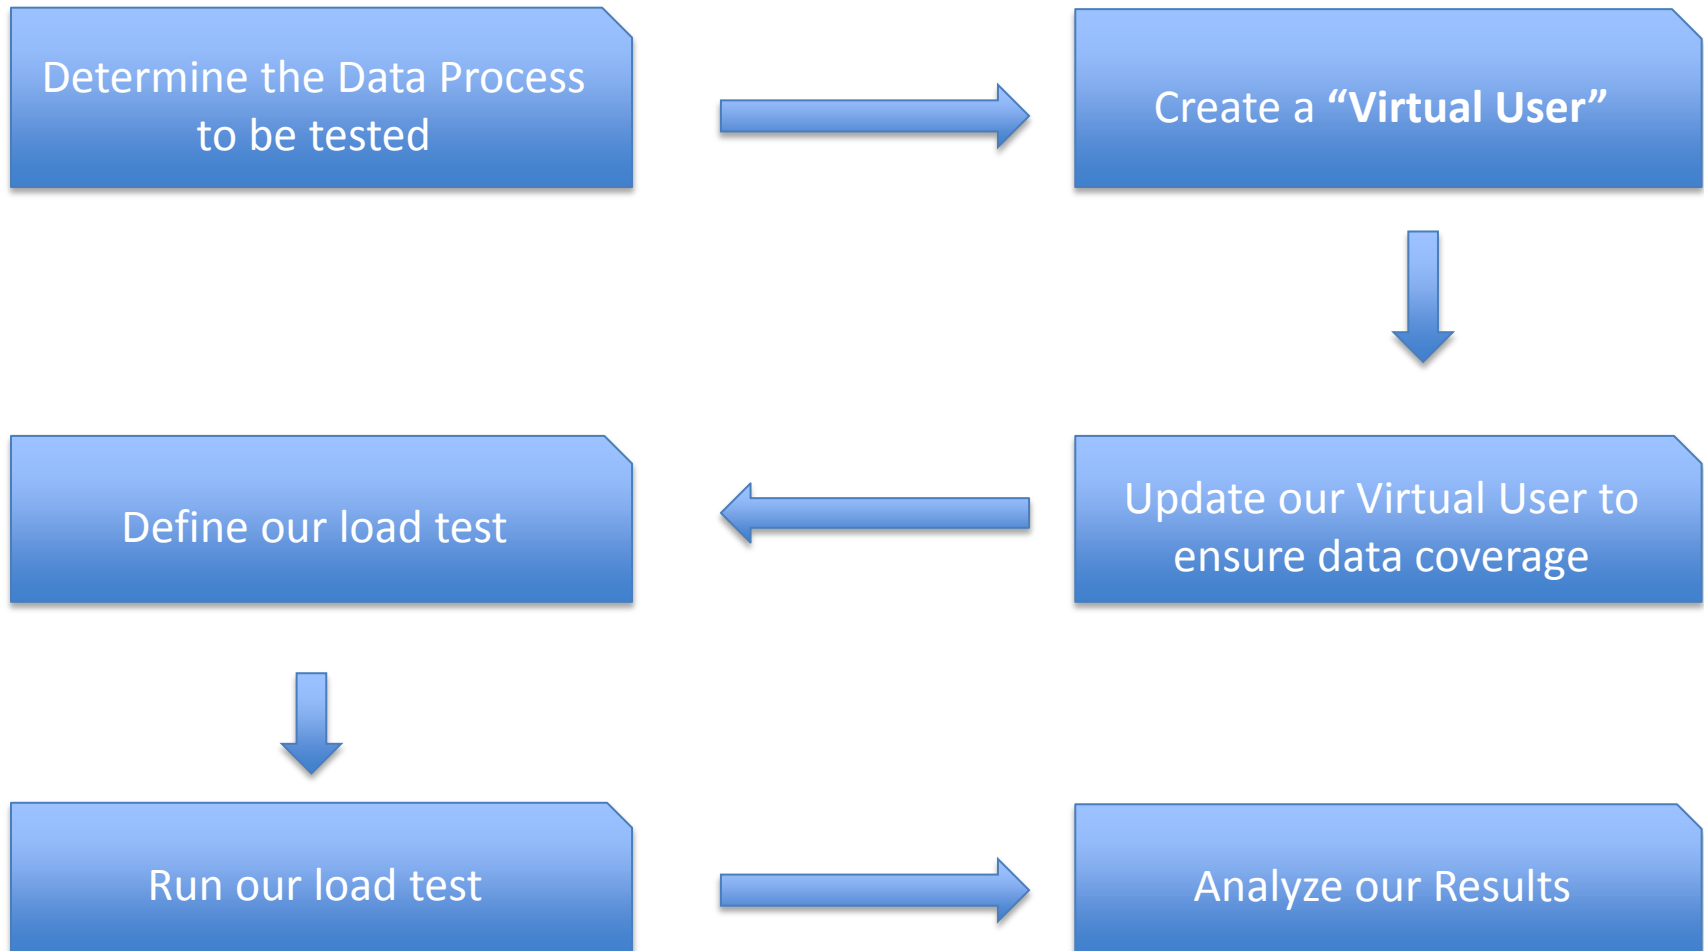 Determine the Data Process
to be tested
Create a “Virtual User”
Update our Virtual User to
ensure data coverage
Define our load test
Run our load test
Analyze our Results